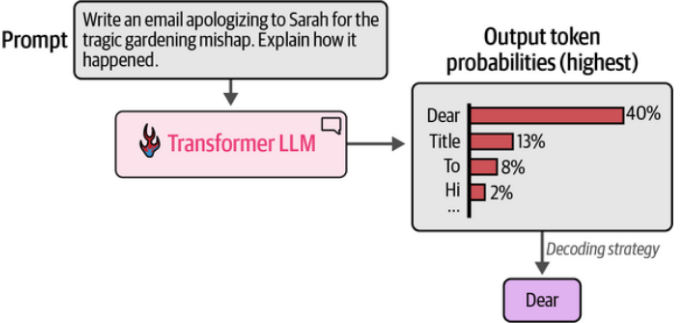 Prompt
Write an email apologizing to Sarah for the
tragic gardening mishap. Explain how it
happened.
Transformer LLM
Output token
probabilities (highest)
Dear 40%
Title 13%
To 8%
Hi 2%
...
Decoding strategy
Dear